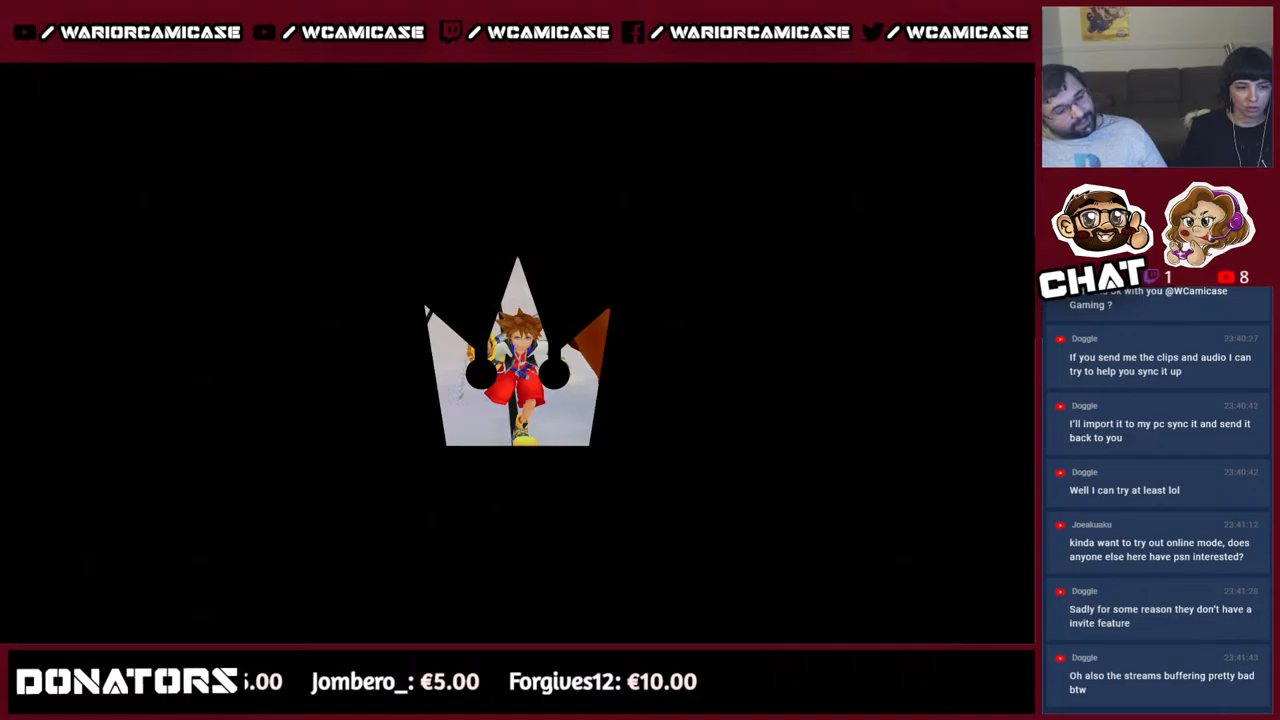 / WARIORCAMICASE / WCAMICASE / WCAMICASE / WARIORCAMICASE / WCAMICASE
CHAT 1 8
ok with you @WCamicase
Gaming ?
Doggle 23:40:27
If you send me the clips and audio I can
try to help you sync it up
Doggle 23:40:42
I'll import it to my pc sync it and send it
back to you
Doggle 23:40:42
Well I can try at least lol
Joeakuaku 23:41:12
kinda want to try out online mode, does
anyone else here have psn interested?
Doggle 23:41:28
Sadly for some reason they don't have a
invite feature
Doggle 23:41:43
Oh also the streams buffering pretty bad
btw
DONATORS .00 Jombero_: €5.00 Forgives12: €10.00